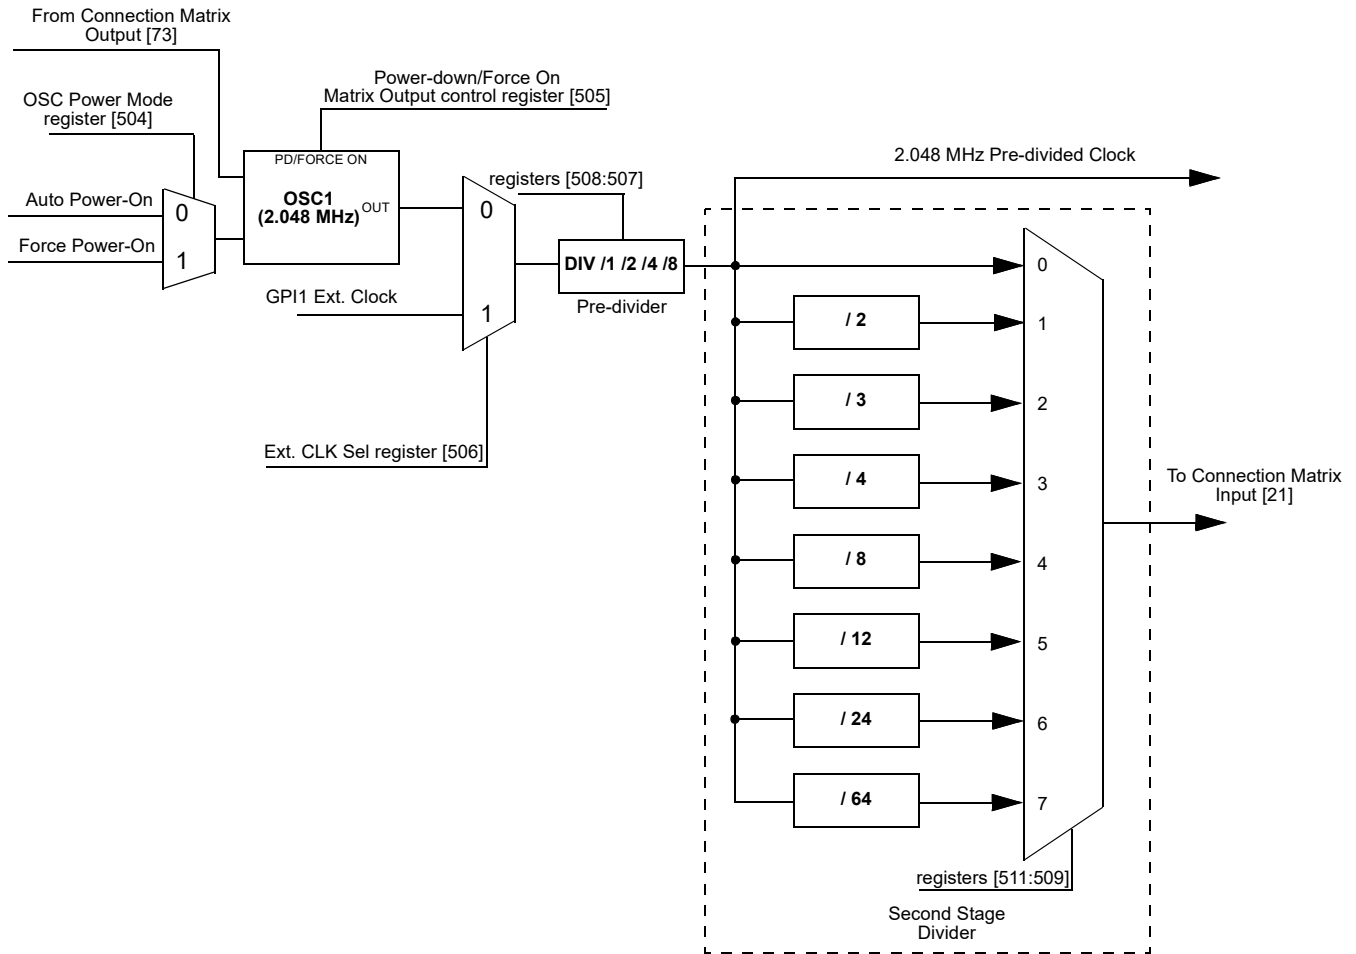 From Connection Matrix
Output [73]
Power-down/Force On
Matrix Output control register [505]
OSC Power Mode
register [504]
PD/FORCE ON
OSC1
(2.048 MHz)
OUT
Auto Power-On
Force Power-On
0
1
GPI1 Ext. Clock
0
1
Ext. CLK Sel register [506]
registers [508:507]
DIV /1 /2 /4 /8
Pre-divider
2.048 MHz Pre-divided Clock
0
/ 2
1
/ 3
2
/ 4
3
/ 8
4
/ 12
5
/ 24
6
/ 64
7
To Connection Matrix
Input [21]
registers [511:509]
Second Stage
Divider